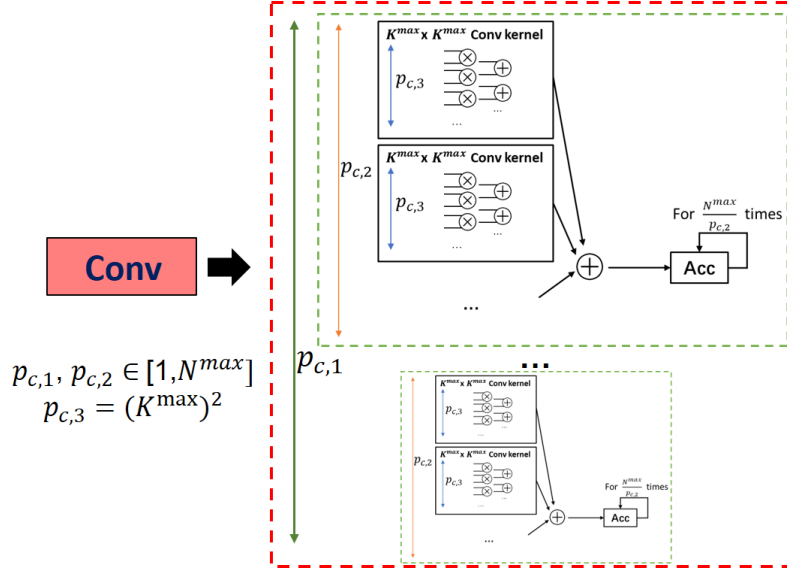 Conv
p_{c,1}, p_{c,2} ∈ [1,N^{max}]
p_{c,3} = (K^{max})^2
p_{c,1}
p_{c,2}
K^{max} x K^{max} Conv kernel
p_{c,3}
...
...
K^{max} x K^{max} Conv kernel
p_{c,3}
...
...
...
For \frac{N^{max}}{p_{c,2}} times
Acc
...
p_{c,2}
K^{max} x K^{max} Conv kernel
p_{c,3}
...
...
K^{max} x K^{max} Conv kernel
p_{c,3}
...
...
...
For \frac{N^{max}}{p_{c,2}} times
Acc